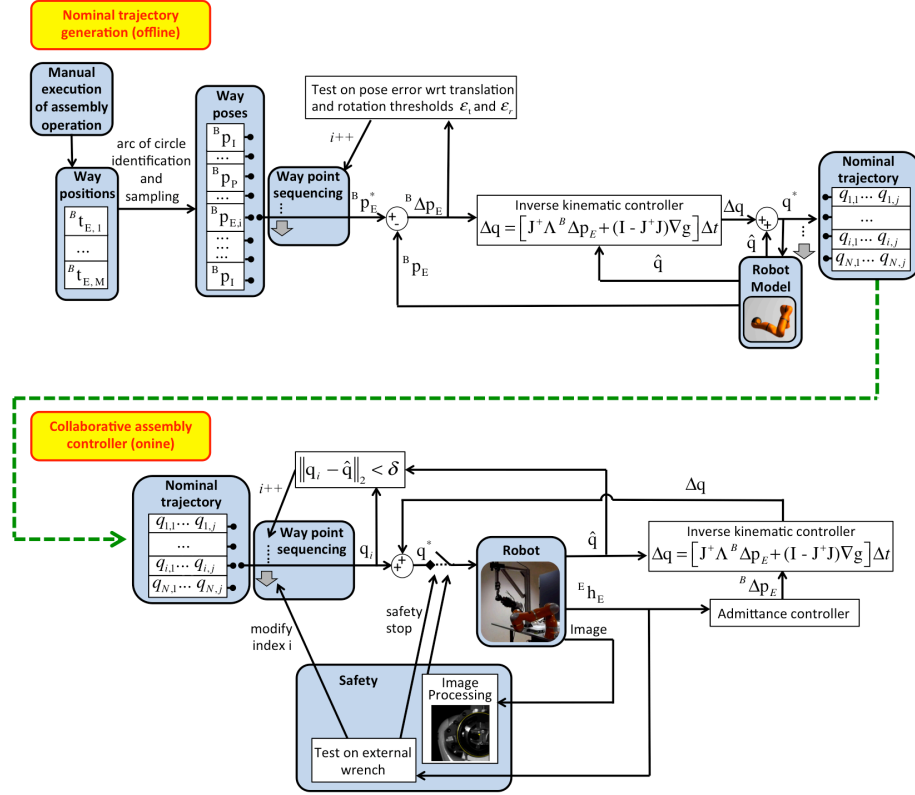 Nominal trajectory
generation (offline)
Manual
execution
of assembly
operation
Way
positions
ᴮt_E, 1
...
ᴮt_E, M
arc of circle
identification
and
sampling
Way
poses
ᴮp_I
...
ᴮp_P
...
ᴮp_E,i
...
...
...
ᴮp_I
Test on pose error wrt translation
and rotation thresholds ε_t and ε_r
i++
Way point
sequencing
ᴮp*_E
+
-
ᴮΔp_E
ᴮp_E
Inverse kinematic controller
Δq = [J⁺Λ ᴮΔp_E + (I - J⁺J)∇g]Δt
Δq
+
+
q*
q̂
q̂
Robot
Model
Nominal
trajectory
q_1,1... q_1,j
...
q_i,1... q_i,j
q_N,1... q_N,j
Collaborative assembly
controller (onine)
Nominal
trajectory
q_1,1... q_1,j
...
q_i,1... q_i,j
q_N,1... q_N,j
i++
Way point
sequencing
‖q_i - q̂‖₂ < δ
q_i
+
+
q*
Robot
q̂
ᴱh_E
Image
Δq
Inverse kinematic controller
Δq = [J⁺Λ ᴮΔp_E + (I - J⁺J)∇g]Δt
ᴮΔp_E
Admittance controller
modify
index i
safety
stop
Safety
Image
Processing
Test on external
wrench